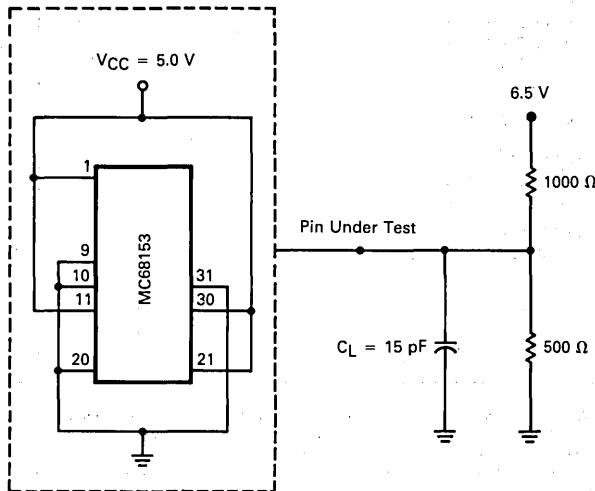 VCC = 5.0 V
6.5 V
1
1000 Ω
MC68153
Pin Under Test
9
10
31
11
30
CL = 15 pF
500 Ω
20
21